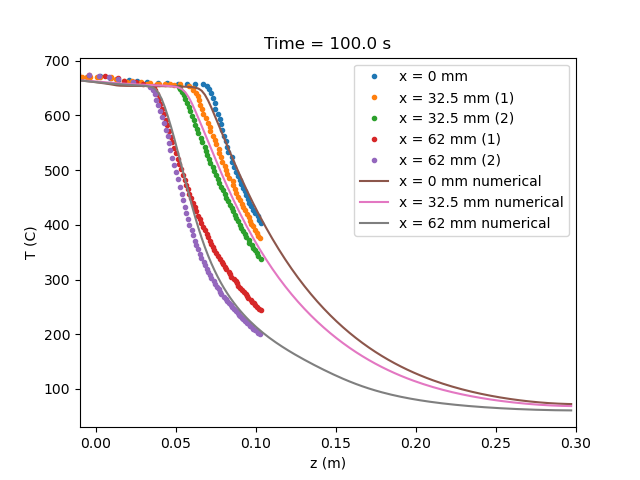 Time = 100.0 s
700
600
500
400
300
200
100
T (C)
x = 0 mm
x = 32.5 mm (1)
x = 32.5 mm (2)
x = 62 mm (1)
x = 62 mm (2)
x = 0 mm numerical
x = 32.5 mm numerical
x = 62 mm numerical
0.00 0.05 0.10 0.15 0.20 0.25 0.30
z (m)